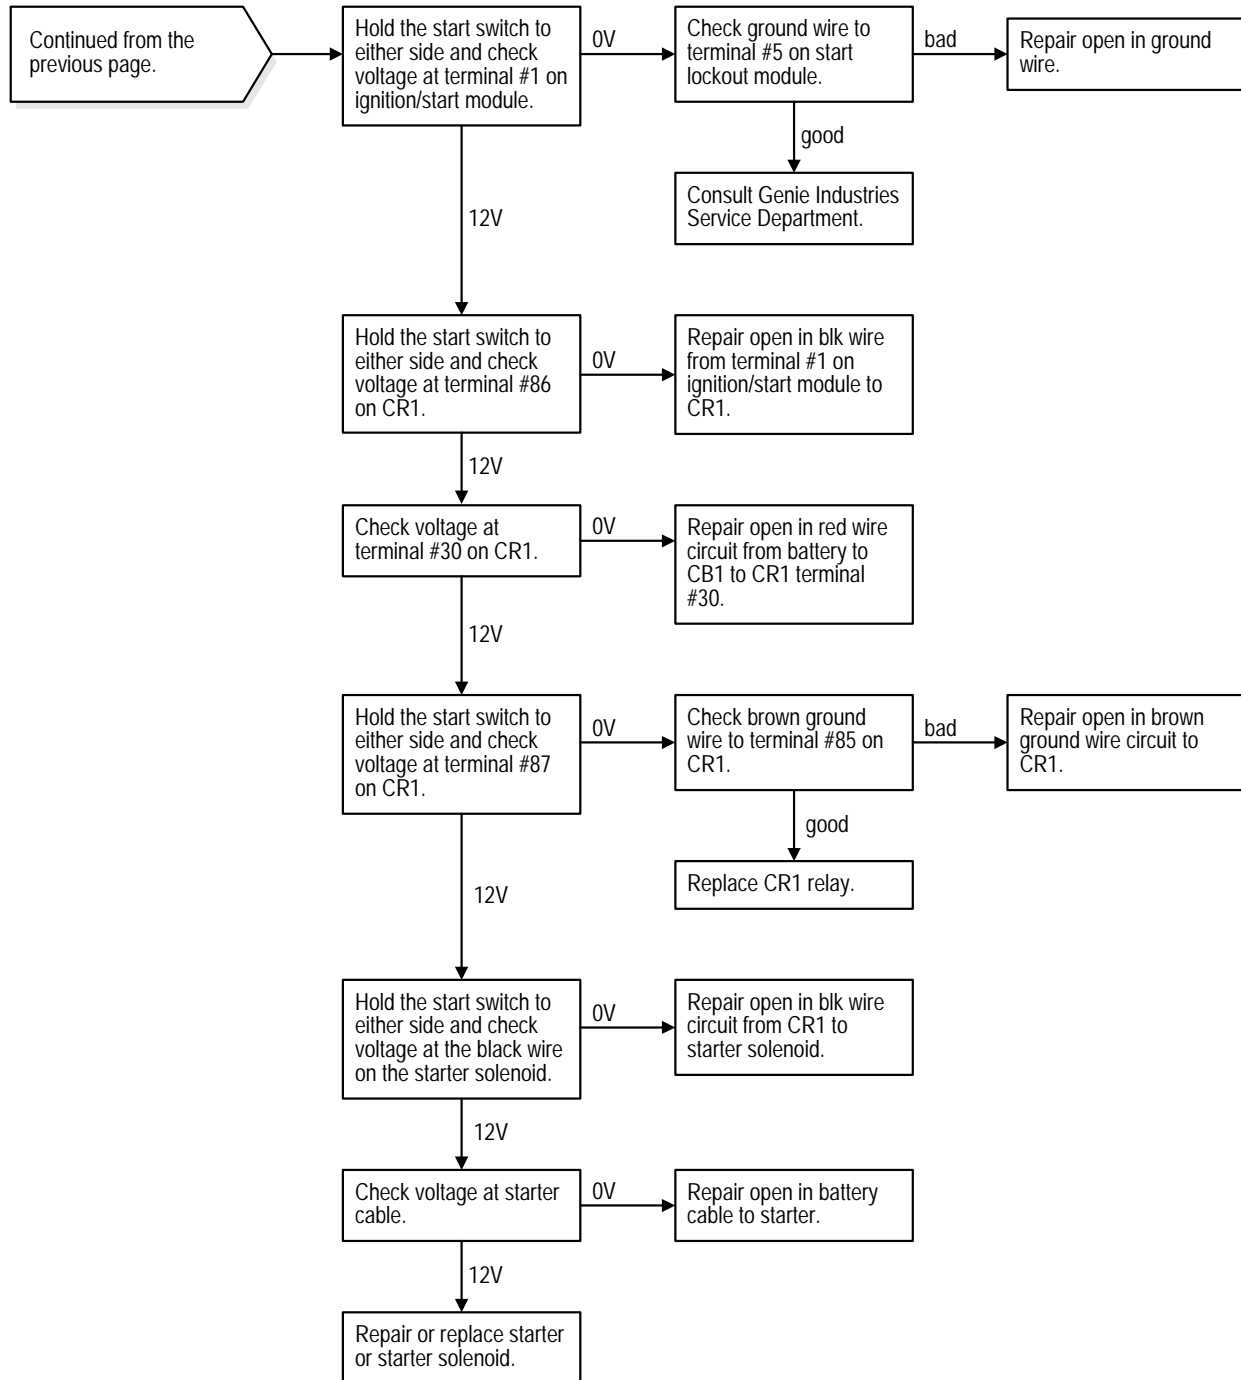 Continued from the
previous page.
Hold the start switch to
either side and check
voltage at terminal #1 on
ignition/start module.
0V
Check ground wire to
terminal #5 on start
lockout module.
bad
Repair open in ground
wire.
good
Consult Genie Industries
Service Department.
12V
Hold the start switch to
either side and check
voltage at terminal #86
on CR1.
0V
Repair open in blk wire
from terminal #1 on
ignition/start module to
CR1.
12V
Check voltage at
terminal #30 on CR1.
0V
Repair open in red wire
circuit from battery to
CB1 to CR1 terminal
#30.
12V
Hold the start switch to
either side and check
voltage at terminal #87
on CR1.
0V
Check brown ground
wire to terminal #85 on
CR1.
bad
Repair open in brown
ground wire circuit to
CR1.
good
Replace CR1 relay.
12V
Hold the start switch to
either side and check
voltage at the black wire
on the starter solenoid.
0V
Repair open in blk wire
circuit from CR1 to
starter solenoid.
12V
Check voltage at starter
cable.
0V
Repair open in battery
cable to starter.
12V
Repair or replace starter
or starter solenoid.